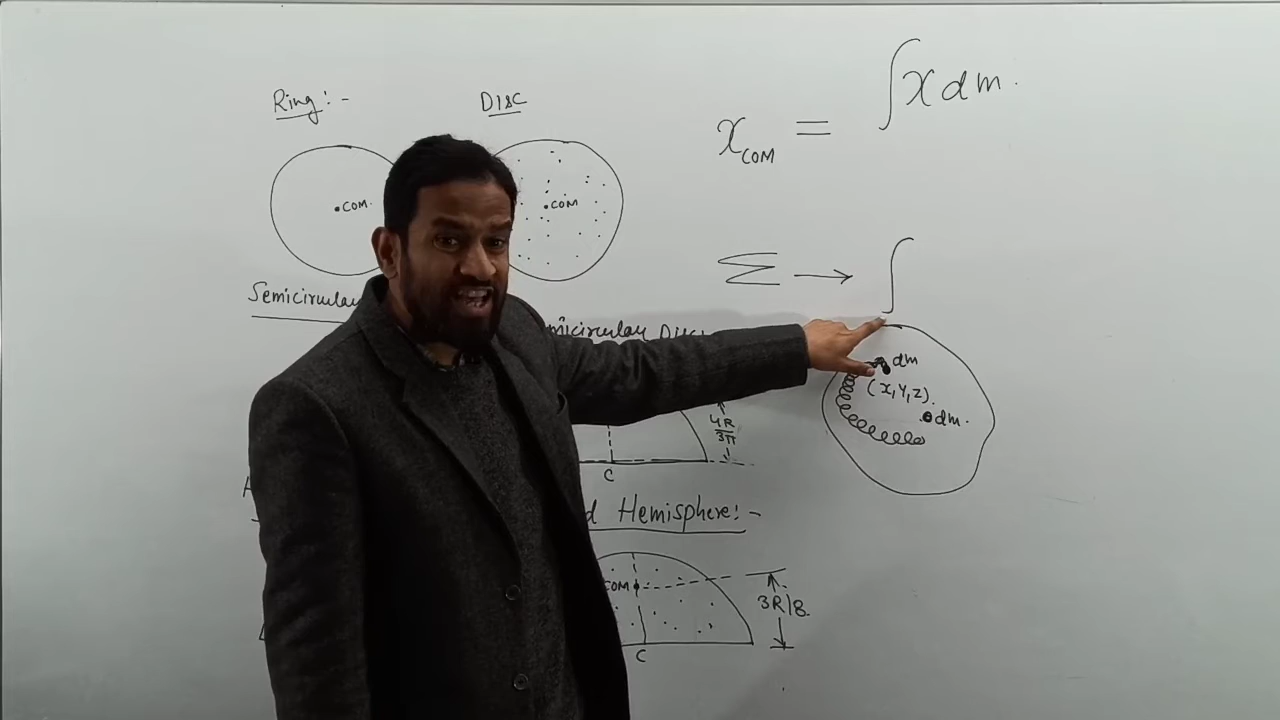 Ring:-
DISC
COM
COM
Semicircular
micircular Disc
4R/3π
C
d Hemisphere:-
COM
3R/8
C
x_COM = ∫x dm.
Σ → ∫
dm
(x,y,z).
dm.